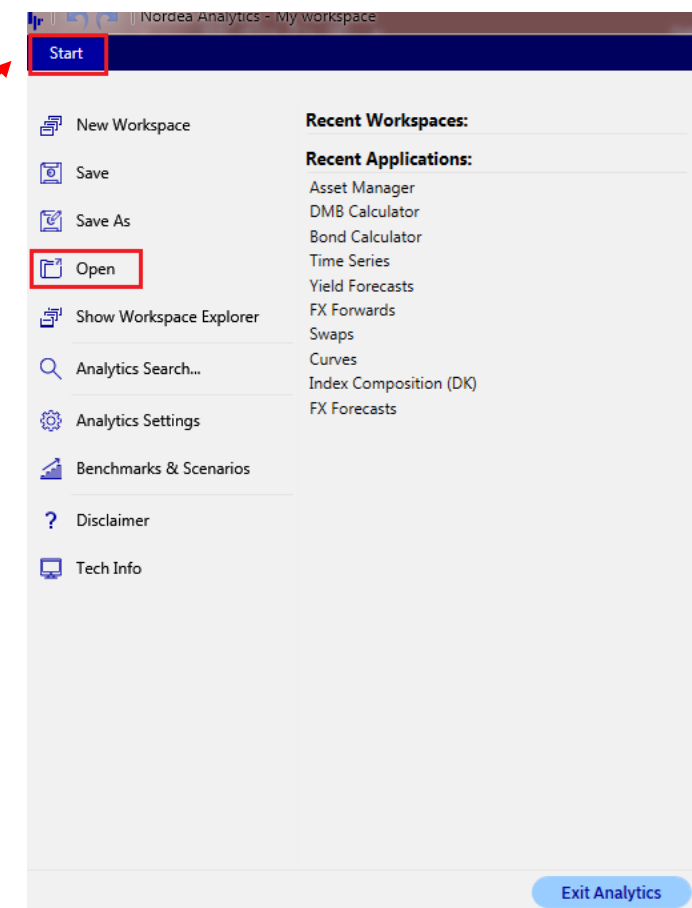 Nordea Analytics - My workspace
Start
New Workspace
Save
Save As
Open
Show Workspace Explorer
Analytics Search...
Analytics Settings
Benchmarks & Scenarios
? Disclaimer
Tech Info
Recent Workspaces:
Recent Applications:
Asset Manager
DMB Calculator
Bond Calculator
Time Series
Yield Forecasts
FX Forwards
Swaps
Curves
Index Composition (DK)
FX Forecasts
Exit Analytics